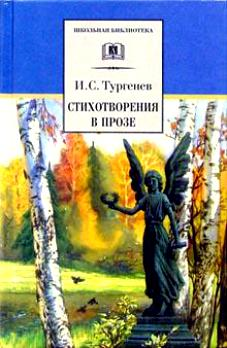 ШКОЛЬНАЯ БИБЛИОТЕКА
И.С. Тургенев
СТИХОТВОРЕНИЯ
В ПРОЗЕ